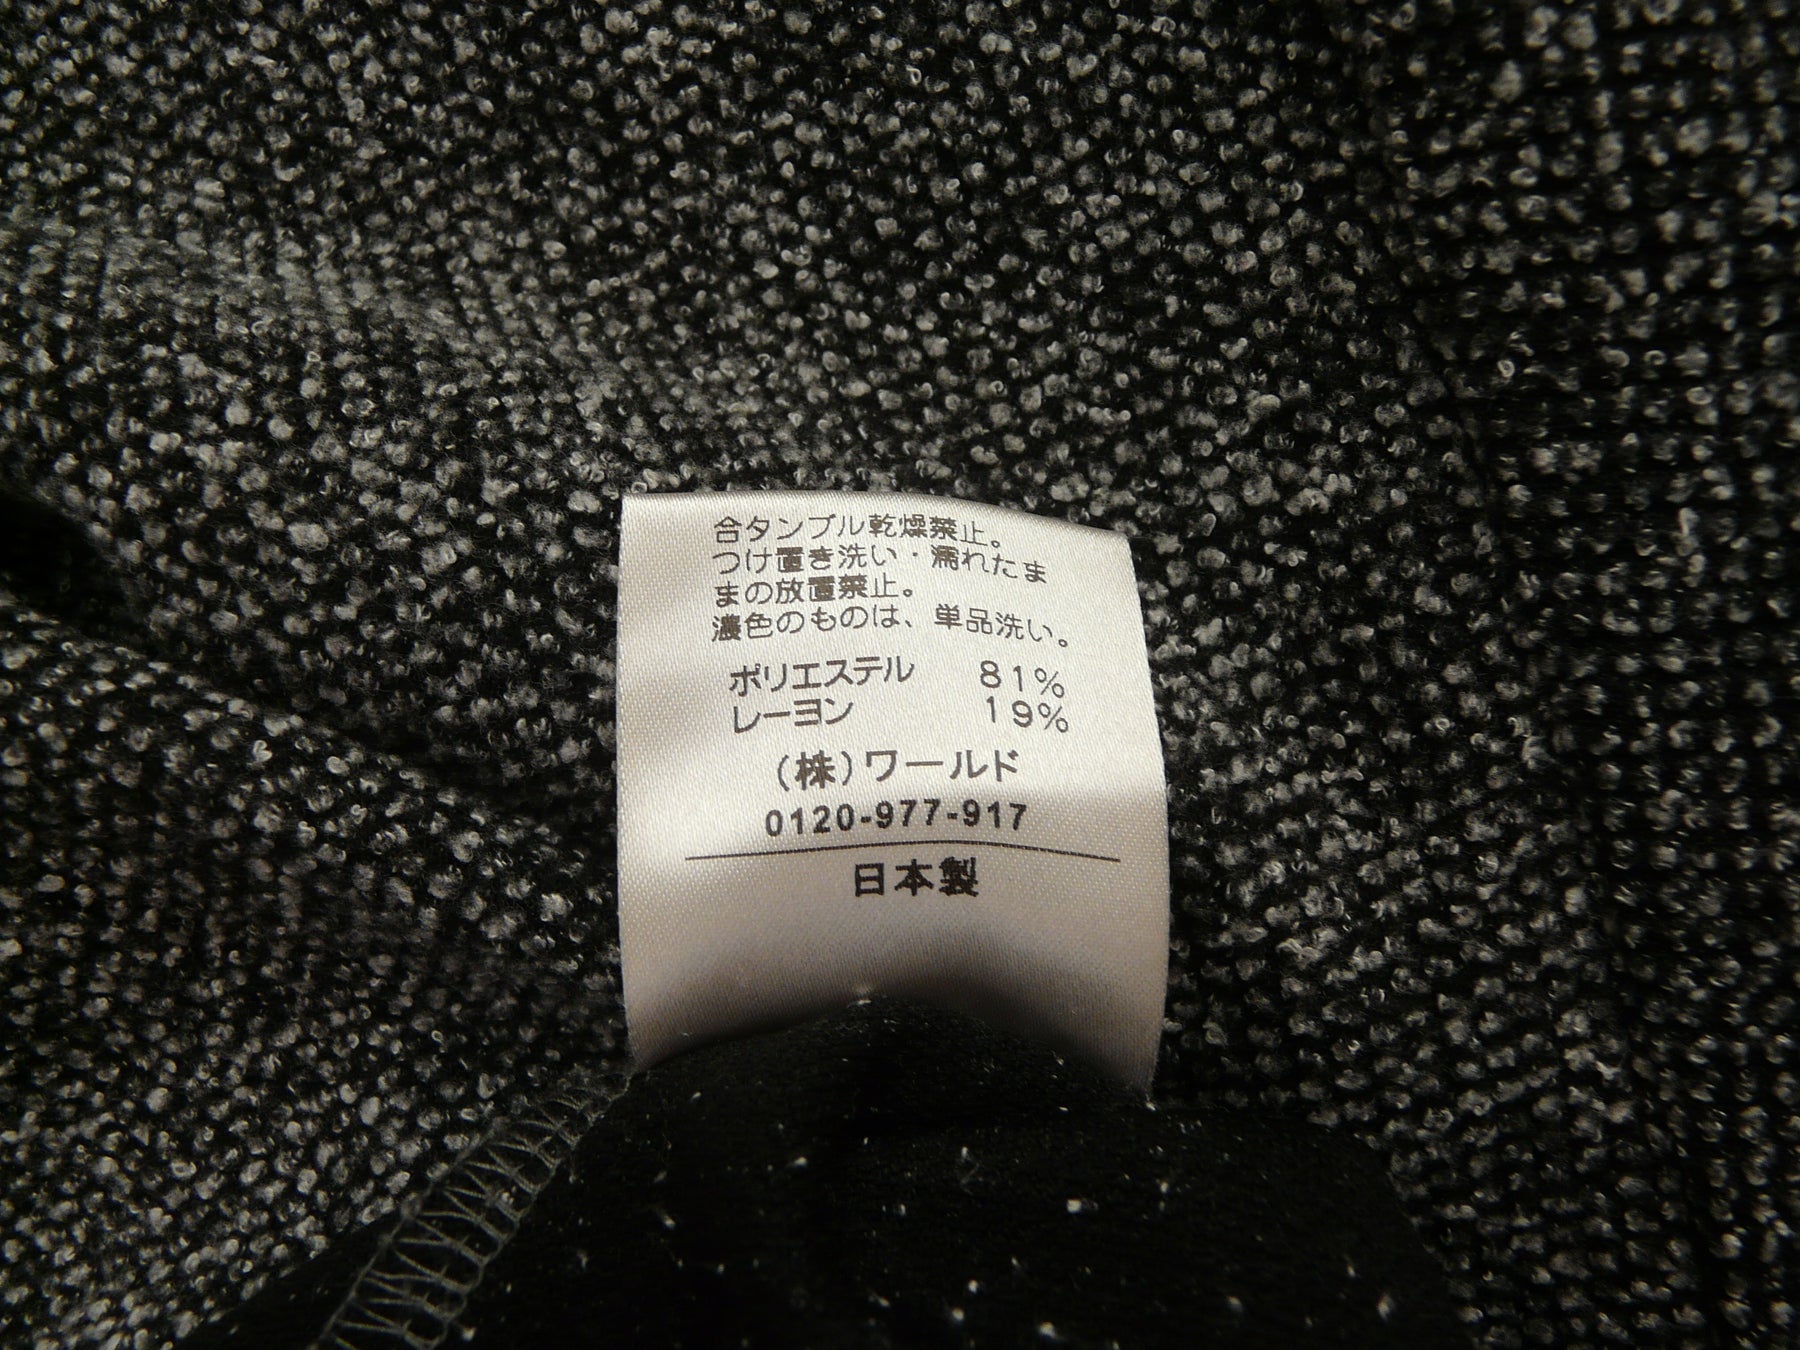 合タンブル乾燥禁止。
つけ置き洗い・濡れたま
まの放置禁止。
濃色のものは、単品洗い。
ポリエステル 81%
レーヨン 19%
(株)ワールド
0120-977-917
日本製